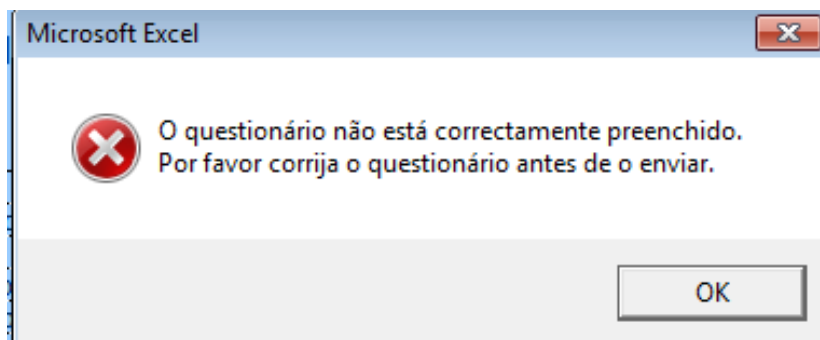 Microsoft Excel
O questionário não está correctamente preenchido.
Por favor corrija o questionário antes de o enviar.
OK